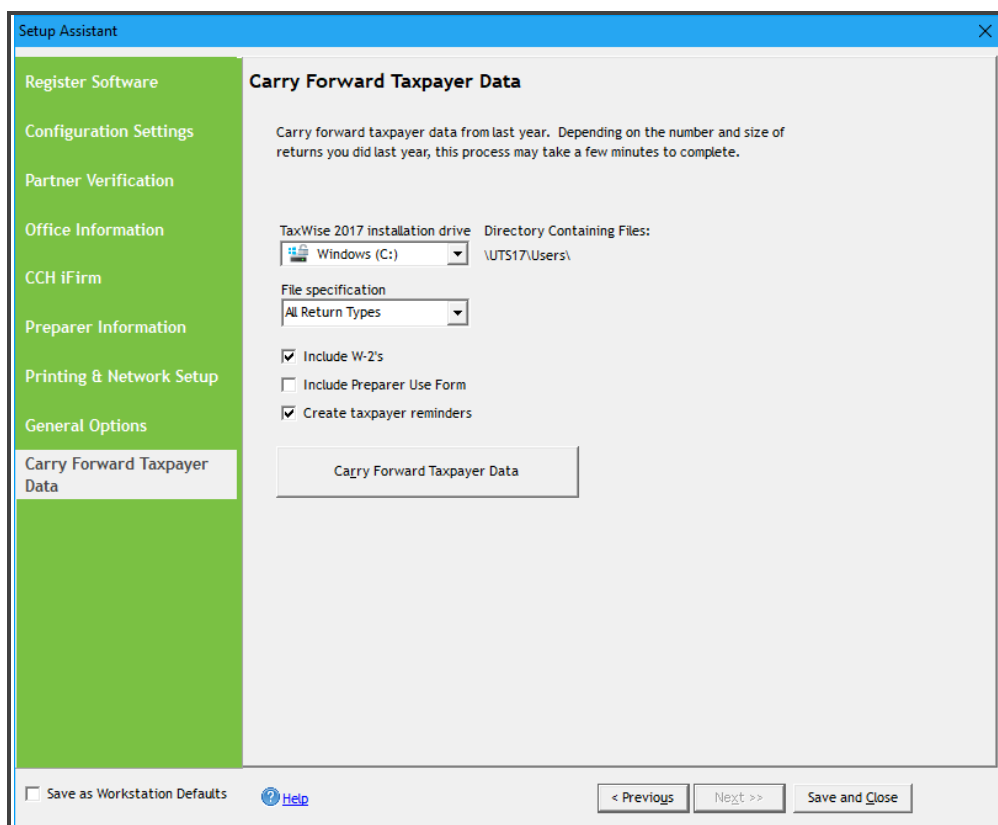 Setup Assistant
Register Software
Configuration Settings
Partner Verification
Office Information
CCH iFirm
Preparer Information
Printing & Network Setup
General Options
Carry Forward Taxpayer
Data
Carry Forward Taxpayer Data
Carry forward taxpayer data from last year. Depending on the number and size of
returns you did last year, this process may take a few minutes to complete.
TaxWise 2017 installation drive Directory Containing Files:
Windows (C:) \UTS17\Users\
File specification
All Return Types
Include W-2's
Include Preparer Use Form
Create taxpayer reminders
Carry Forward Taxpayer Data
Save as Workstation Defaults ? Help < Previous Next >> Save and Close